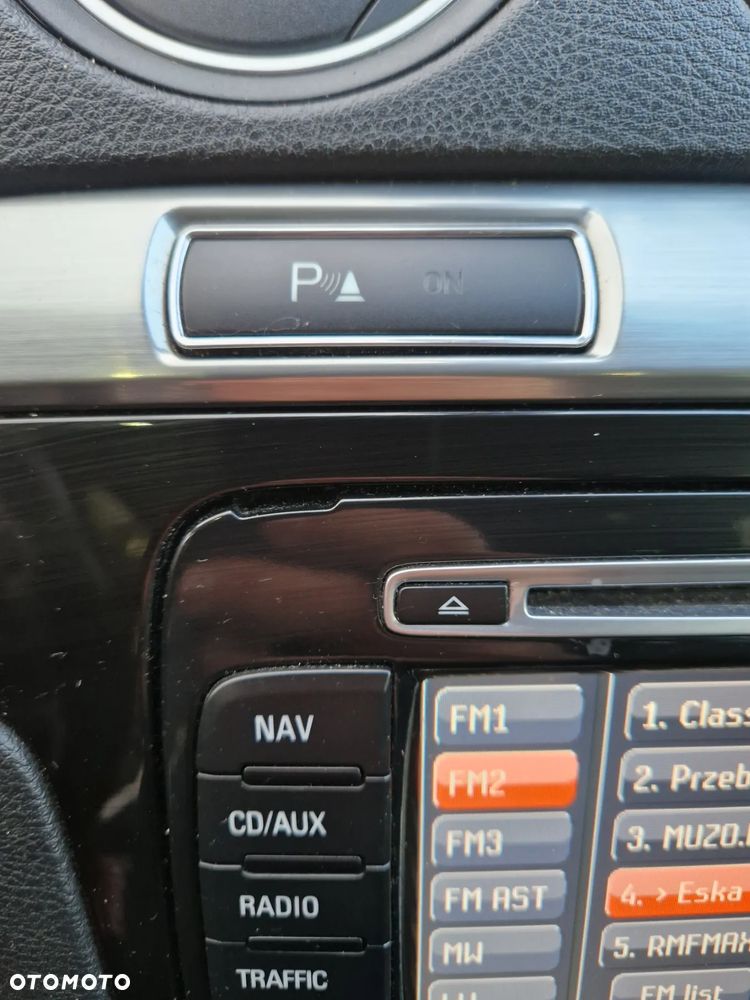 P ON
NAV
CD/AUX
RADIO
TRAFFIC
FM1
FM2
FM3
FM AST
MW
1. Class
2. Przeb
3. MUZO.
4. > Eska
5. RMFMAX
FM list
OTOMOTO